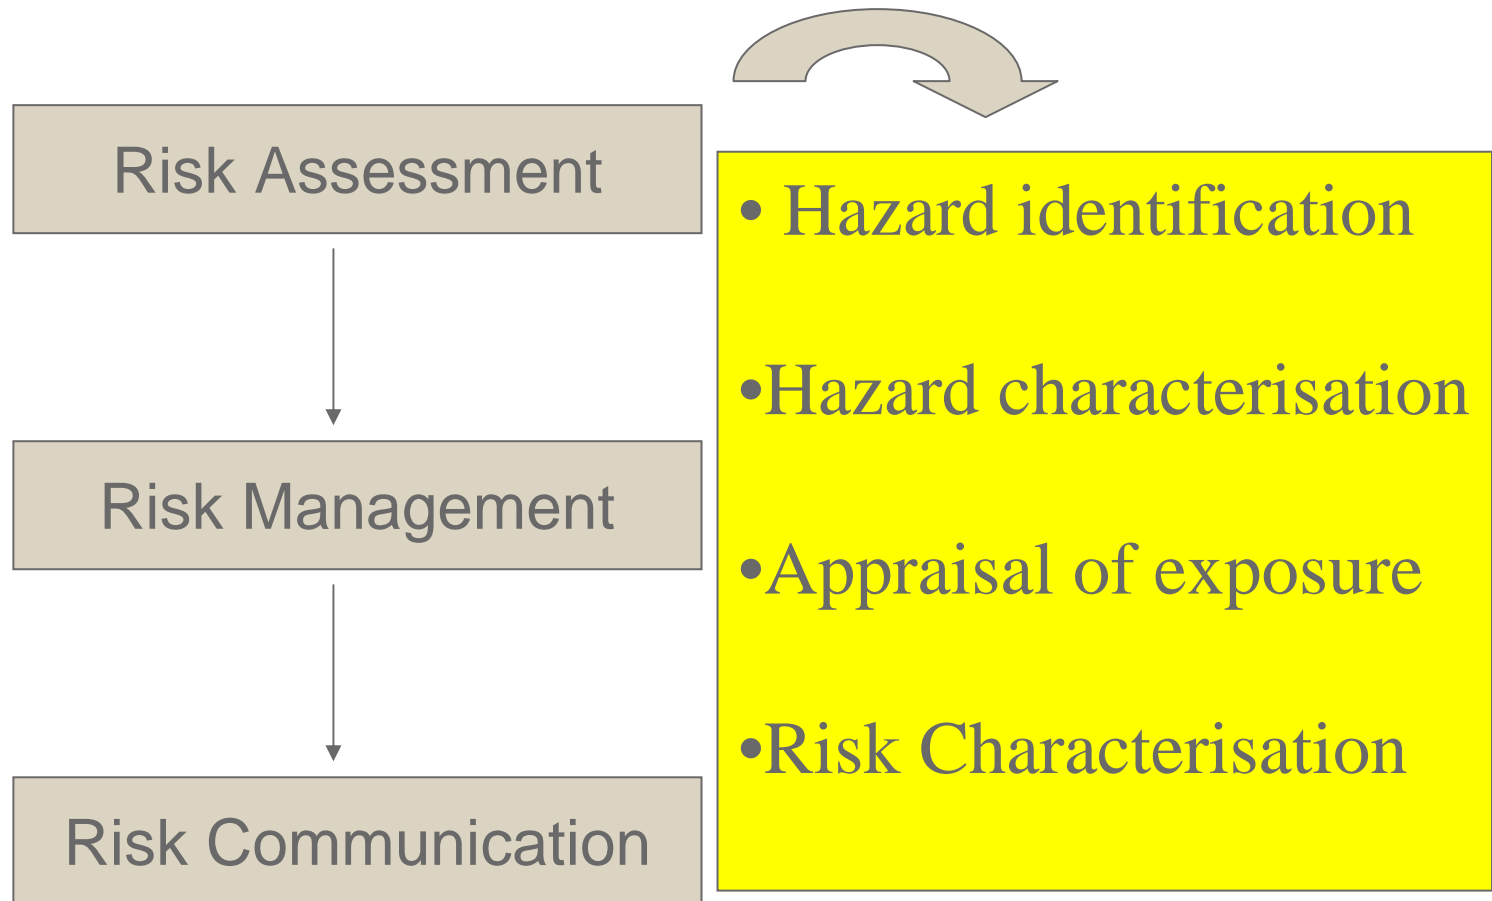 Risk Assessment
Risk Management
Risk Communication
• Hazard identification
•Hazard characterisation
•Appraisal of exposure
•Risk Characterisation